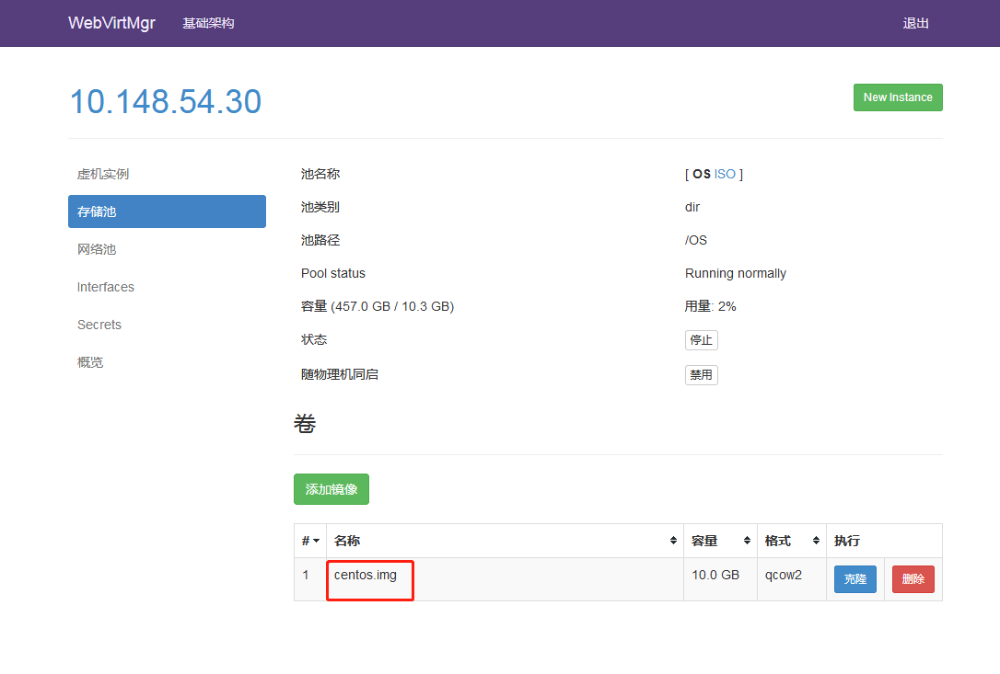 WebVirtMgr 基础架构 退出
10.148.54.30 New Instance
虚机实例
存储池
网络池
Interfaces
Secrets
概览
池名称 [ OS ISO ]
池类别 dir
池路径 /OS
Pool status Running normally
容量 (457.0 GB / 10.3 GB) 用量: 2%
状态 停止
随物理机同启 禁用
卷
添加镜像
# 名称 容量 格式 执行
1 centos.img 10.0 GB qcow2 克隆 删除